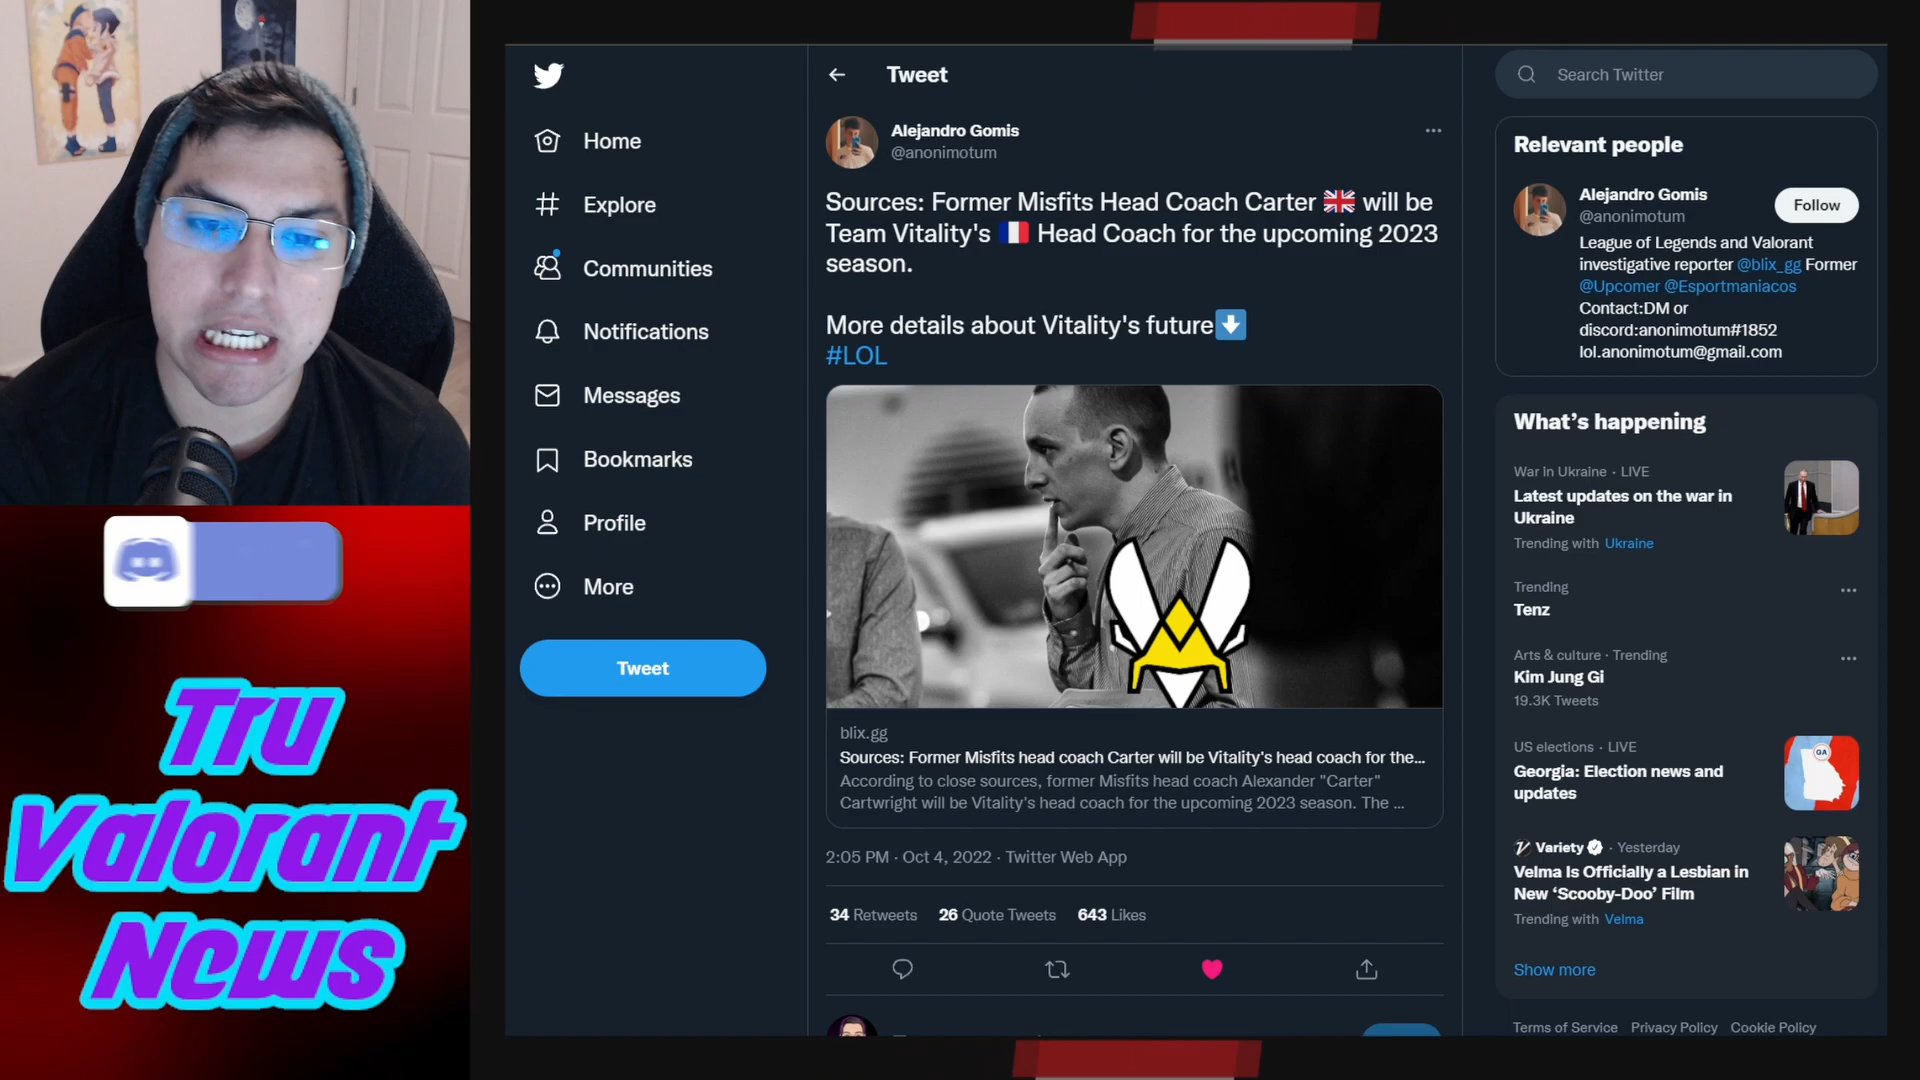 Tweet
Alejandro Gomis
@anonimotum
Sources: Former Misfits Head Coach Carter 🇬🇧 will be
Team Vitality's 🇫🇷 Head Coach for the upcoming 2023
season.
More details about Vitality's future⬇️
#LOL
blix.gg
Sources: Former Misfits head coach Carter will be Vitality's head coach for the...
According to close sources, former Misfits head coach Alexander "Carter"
Cartwright will be Vitality's head coach for the upcoming 2023 season. The ...
2:05 PM · Oct 4, 2022 · Twitter Web App
34 Retweets 26 Quote Tweets 643 Likes
Home
Explore
Communities
Notifications
Messages
Bookmarks
Profile
More
Tweet
Search Twitter
Relevant people
Alejandro Gomis
@anonimotum
Follow
League of Legends and Valorant
investigative reporter @blix_gg Former
@Upcomer @Esportmaniacos
Contact:DM or
discord:anonimotum#1852
lol.anonimotum@gmail.com
What's happening
War in Ukraine · LIVE
Latest updates on the war in
Ukraine
Trending with Ukraine
Trending
Tenz
Arts & culture · Trending
Kim Jung Gi
19.3K Tweets
US elections · LIVE
Georgia: Election news and
updates
GA
Variety · Yesterday
Velma Is Officially a Lesbian in
New ‘Scooby-Doo’ Film
Trending with Velma
Show more
Terms of Service Privacy Policy Cookie Policy
Tru
Valorant
News